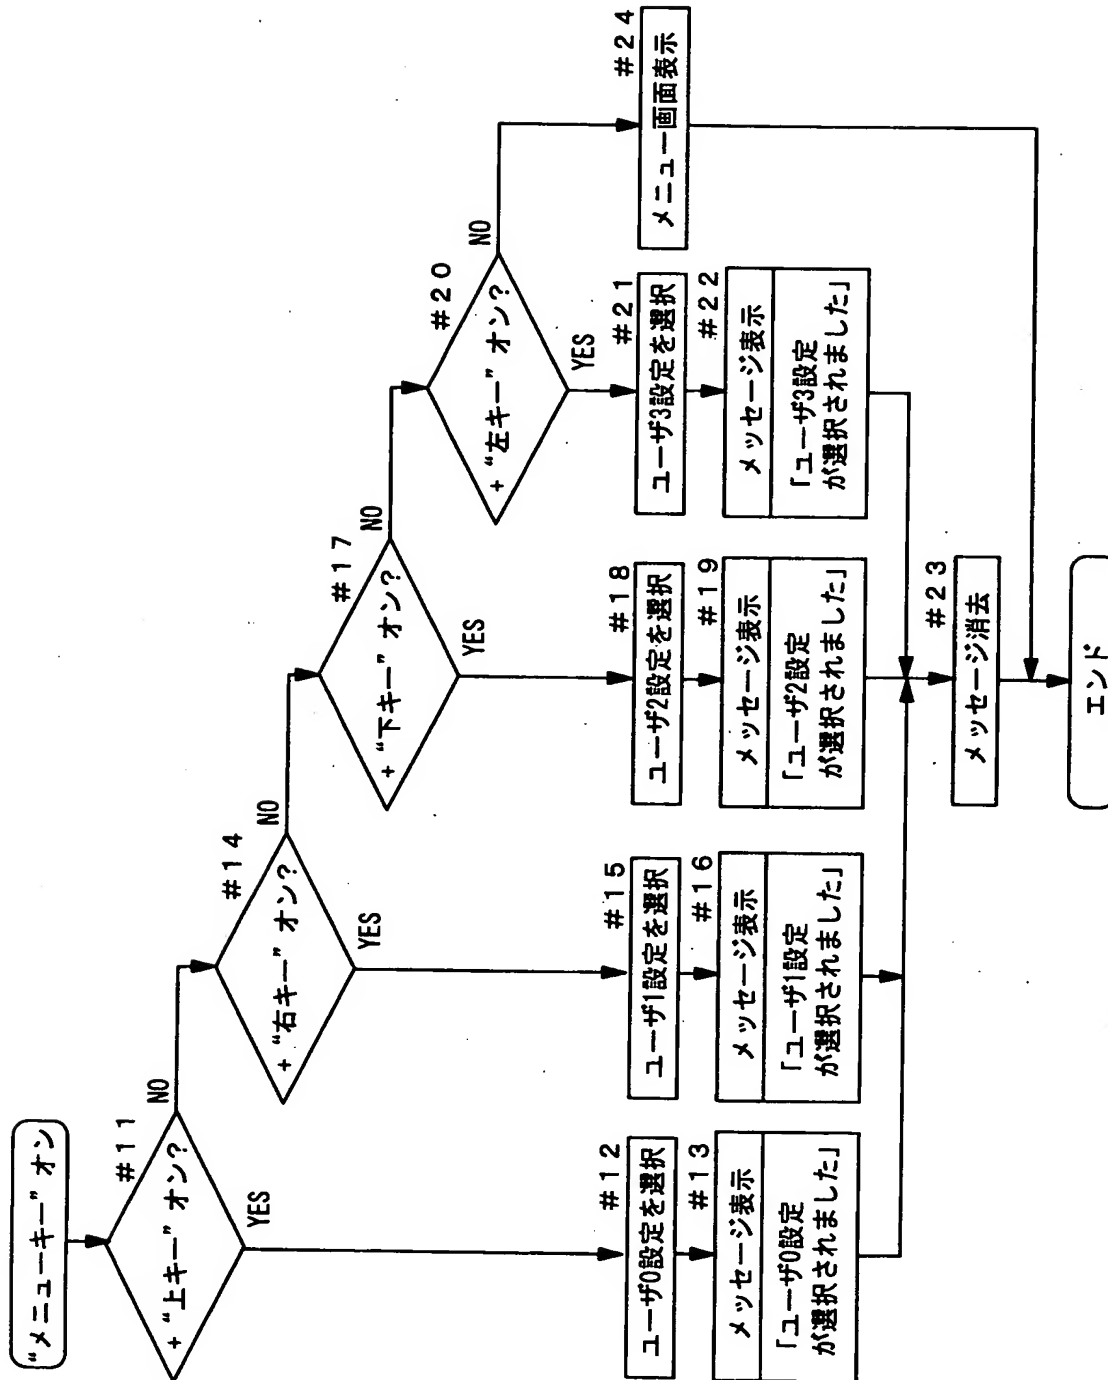 “メニューキー” オン
#11
+ “上キー” オン?
NO
YES
#12
ユーザ0設定を選択
#13
メッセージ表示
「ユーザ0設定
が選択されました」
#14
+ “右キー” オン?
NO
YES
#15
ユーザ1設定を選択
#16
メッセージ表示
「ユーザ1設定
が選択されました」
#17
+ “下キー” オン?
NO
YES
#18
ユーザ2設定を選択
#19
メッセージ表示
「ユーザ2設定
が選択されました」
#20
+ “左キー” オン?
NO
YES
#21
ユーザ3設定を選択
#22
メッセージ表示
「ユーザ3設定
が選択されました」
#24
メニュー画面表示
#23
メッセージ消去
エンド